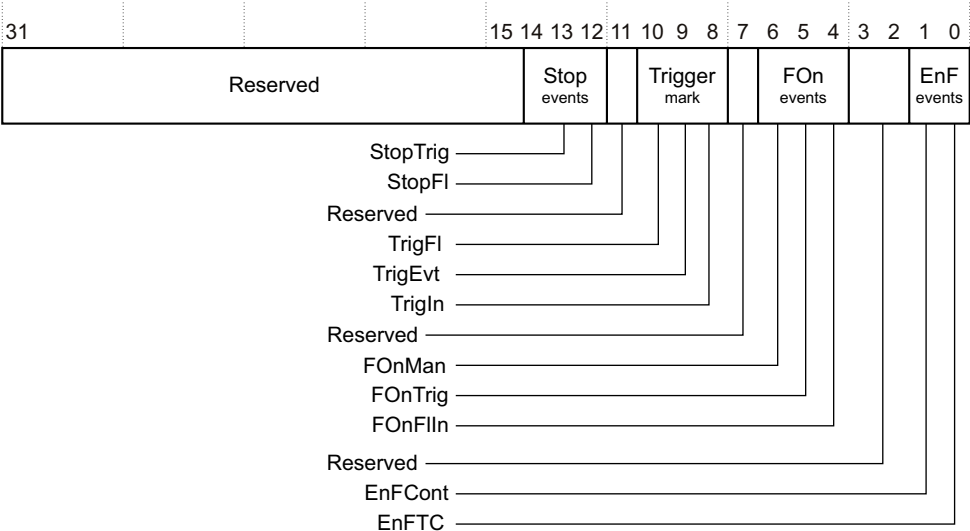 31 15 14 13 12 11 10 9 8 7 6 5 4 3 2 1 0
Reserved Stop Trigger FOn EnF
events mark events events
StopTrig
StopFl
Reserved
TrigFl
TrigEvt
TrigIn
Reserved
FOnMan
FOnTrig
FOnFlIn
Reserved
EnFCont
EnFTC